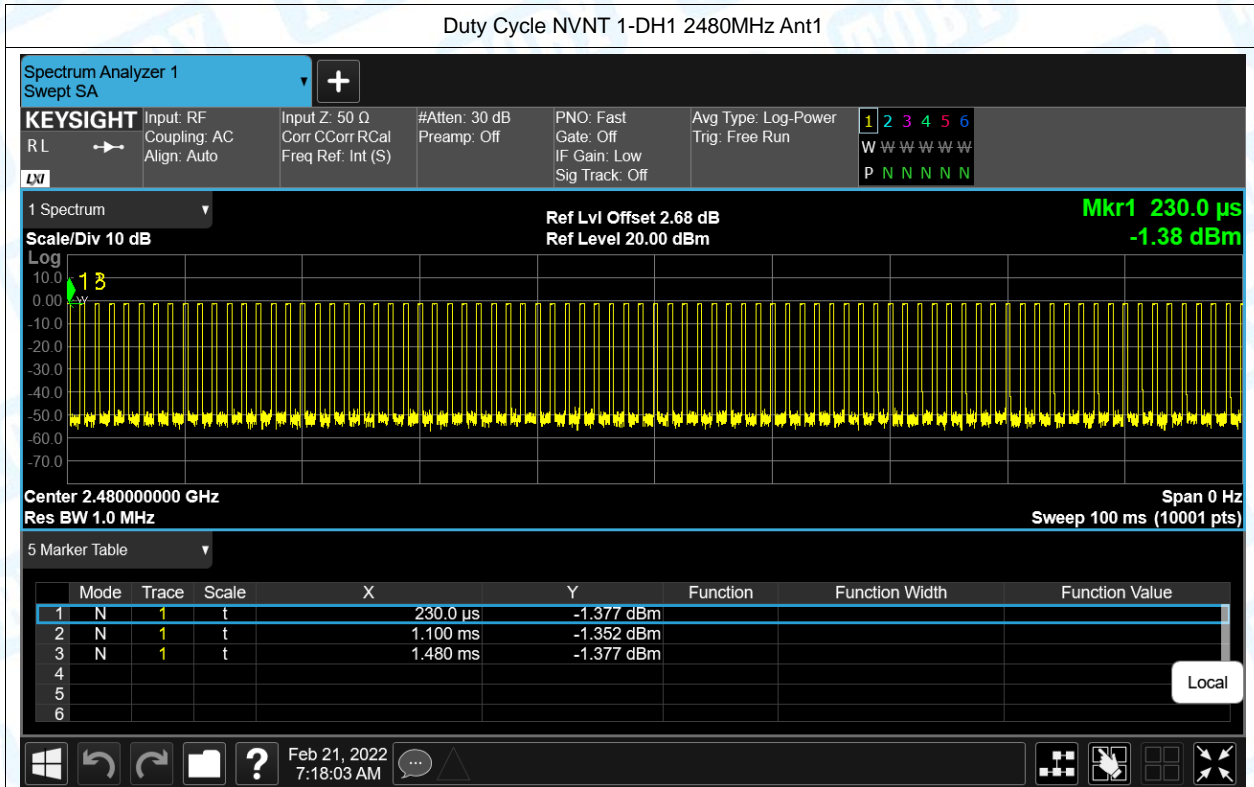 Duty Cycle NVNT 1-DH1 2480MHz Ant1
Spectrum Analyzer 1
Swept SA
+
KEYSIGHT Input: RF Input Z: 50 Ω #Atten: 30 dB PNO: Fast Avg Type: Log-Power 1 2 3 4 5 6
R L Coupling: AC Corr CCorr RCal Preamp: Off Gate: Off Trig: Free Run W W W W W W
Align: Auto Freq Ref: Int (S) IF Gain: Low
LXI Sig Track: Off P N N N N N
1 Spectrum Ref Lvl Offset 2.68 dB Mkr1 230.0 µs
Scale/Div 10 dB Ref Level 20.00 dBm -1.38 dBm
Log
10.0
0.00
-10.0
-20.0
-30.0
-40.0
-50.0
-60.0
-70.0
Center 2.480000000 GHz Span 0 Hz
Res BW 1.0 MHz Sweep 100 ms (10001 pts)
5 Marker Table
Mode Trace Scale X Y Function Function Width Function Value
1 N 1 t 230.0 µs -1.377 dBm
2 N 1 t 1.100 ms -1.352 dBm
3 N 1 t 1.480 ms -1.377 dBm
4
5
6
Local
? Feb 21, 2022
7:18:03 AM